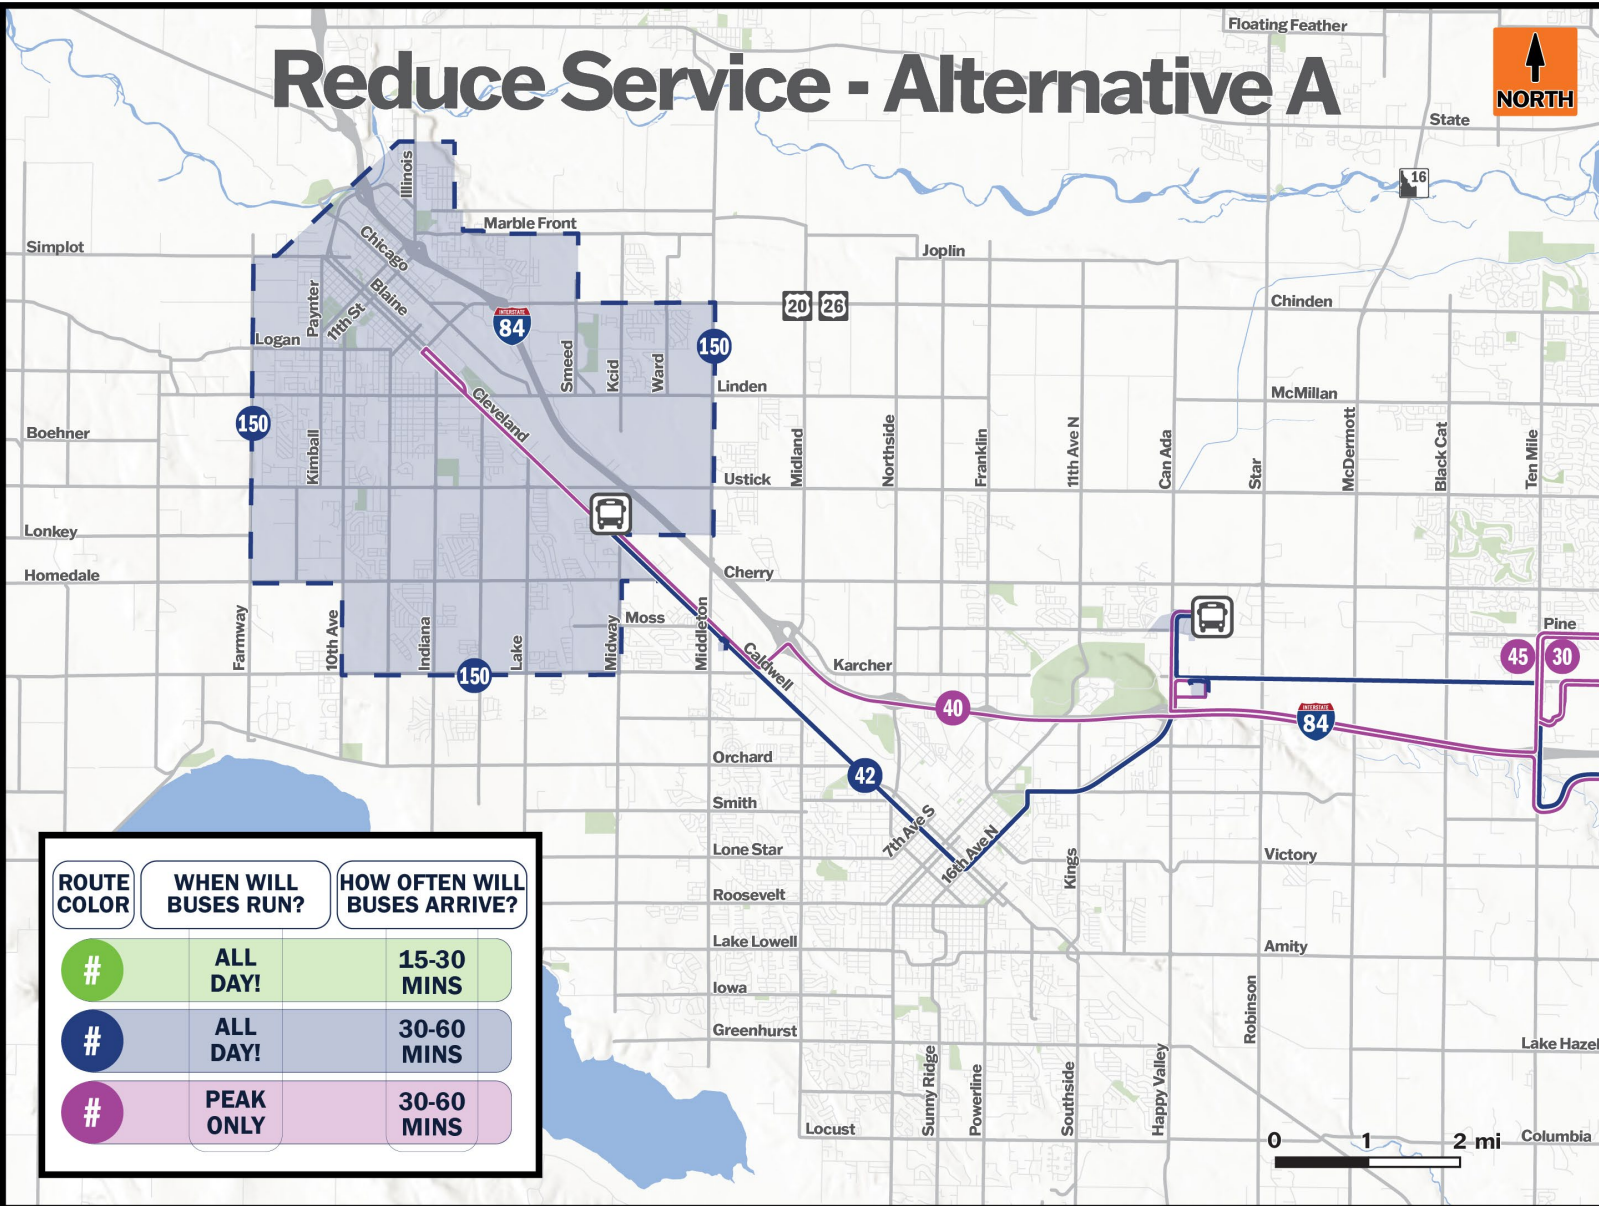 Floating Feather
Reduce Service - Alternative A
NORTH
State
16
Illinois
Marble Front
Simplot
Chicago
Joplin
Blaine
Paynter
11th St
20
26
Chinden
INTERSTATE
84
Logan
150
Smeed
Kcid
Ward
Linden
McMillan
Cleveland
150
Boehner
Kimball
Midland
Northside
Franklin
11th Ave N
Can Ada
Star
McDermott
Black Cat
Ten Mile
Ustick
Lonkey
Homedale
Cherry
Farmway
10th Ave
Indiana
Lake
Midway
Moss
Middleton
Pine
45
30
150
Caldwell
Karcher
40
INTERSTATE
84
Orchard
42
Smith
7th Ave S
16th Ave N
Lone Star
Kings
Victory
Roosevelt
Lake Lowell
Amity
Iowa
Robinson
Greenhurst
Lake Hazel
Sunny Ridge
Powerline
Southside
Happy Valley
Locust
Columbia
0 1 2 mi
ROUTE COLOR
WHEN WILL BUSES RUN?
HOW OFTEN WILL BUSES ARRIVE?
#
ALL DAY!
15-30 MINS
#
ALL DAY!
30-60 MINS
#
PEAK ONLY
30-60 MINS